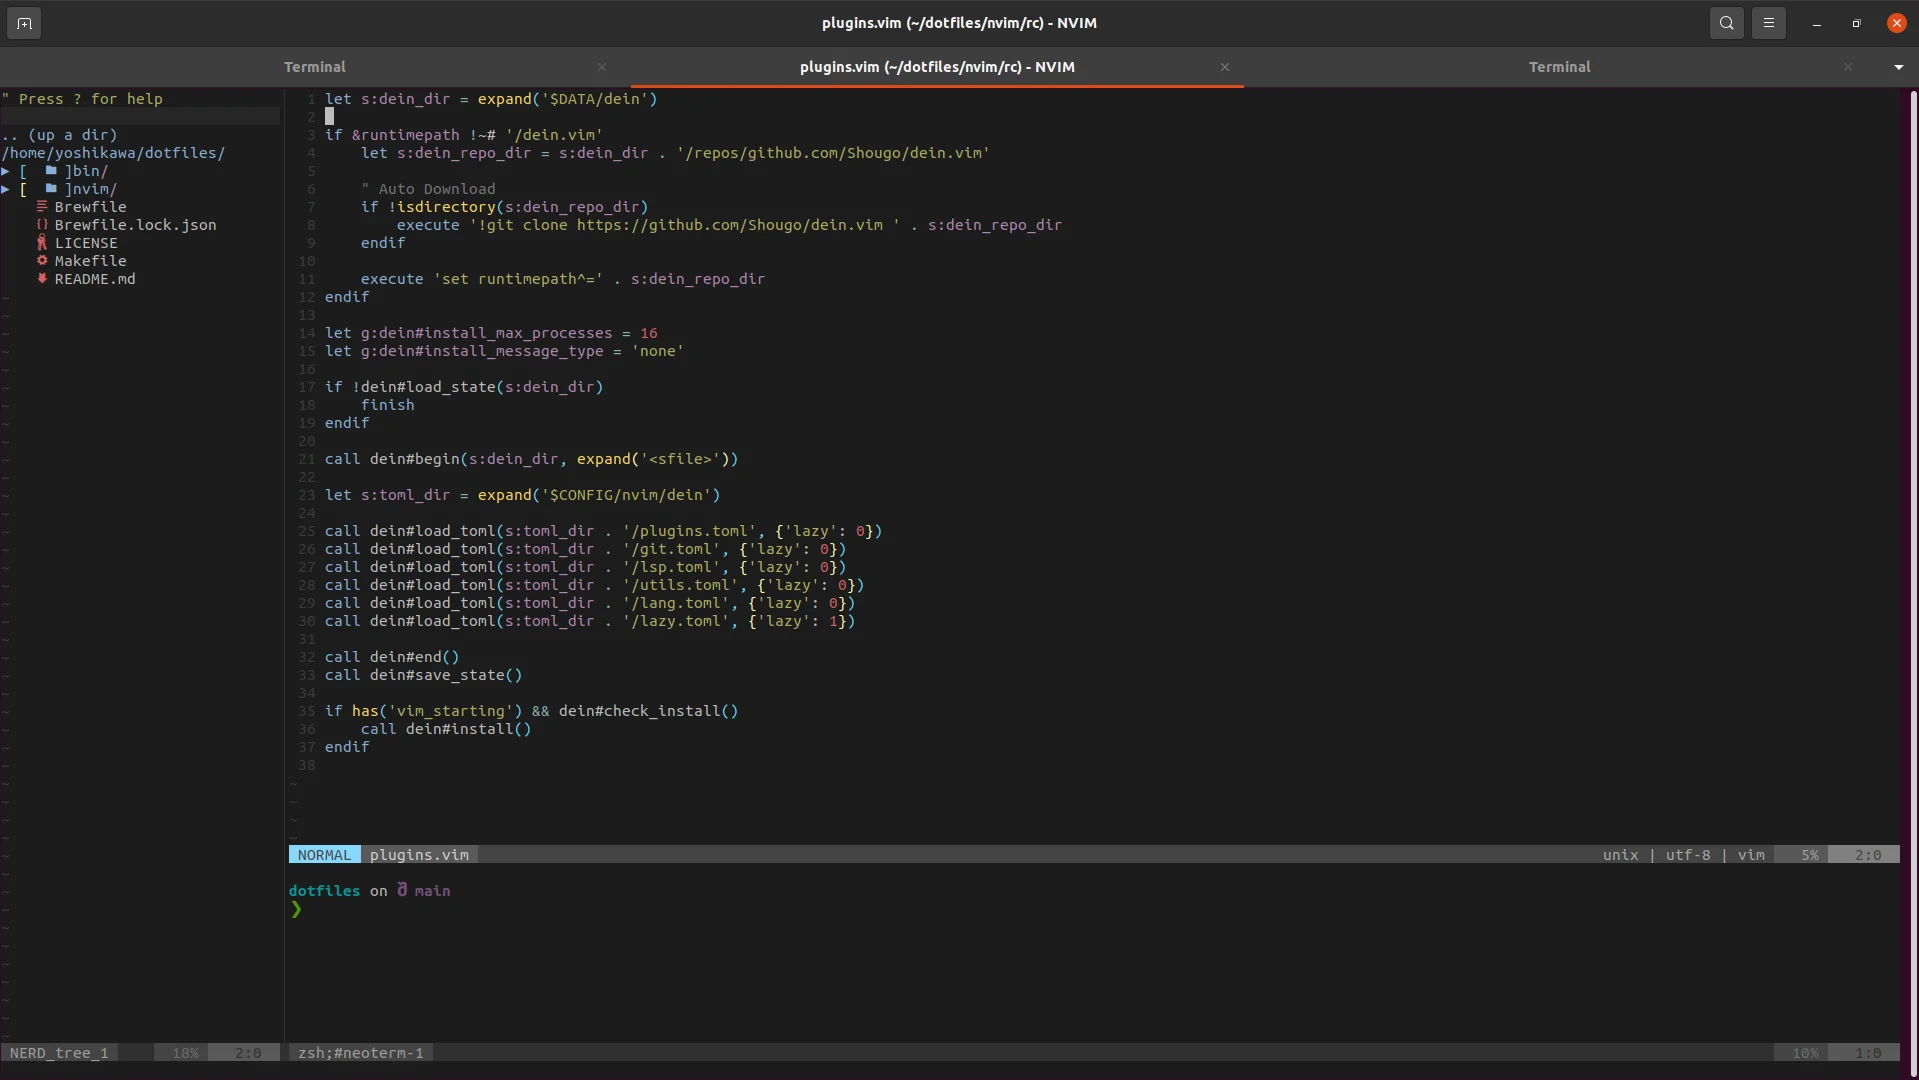 plugins.vim (~/dotfiles/nvim/rc) - NVIM
Terminal
plugins.vim (~/dotfiles/nvim/rc) - NVIM
Terminal
" Press ? for help
.. (up a dir)
/home/yoshikawa/dotfiles/
▸ [ ]bin/
▸ [ ]nvim/
Brewfile
Brewfile.lock.json
LICENSE
Makefile
README.md
1 let s:dein_dir = expand('$DATA/dein')
2
3 if &runtimepath !~# '/dein.vim'
4     let s:dein_repo_dir = s:dein_dir . '/repos/github.com/Shougo/dein.vim'
5
6     " Auto Download
7     if !isdirectory(s:dein_repo_dir)
8         execute '!git clone https://github.com/Shougo/dein.vim ' . s:dein_repo_dir
9     endif
10
11     execute 'set runtimepath^=' . s:dein_repo_dir
12 endif
13
14 let g:dein#install_max_processes = 16
15 let g:dein#install_message_type = 'none'
16
17 if !dein#load_state(s:dein_dir)
18     finish
19 endif
20
21 call dein#begin(s:dein_dir, expand('<sfile>'))
22
23 let s:toml_dir = expand('$CONFIG/nvim/dein')
24
25 call dein#load_toml(s:toml_dir . '/plugins.toml', {'lazy': 0})
26 call dein#load_toml(s:toml_dir . '/git.toml', {'lazy': 0})
27 call dein#load_toml(s:toml_dir . '/lsp.toml', {'lazy': 0})
28 call dein#load_toml(s:toml_dir . '/utils.toml', {'lazy': 0})
29 call dein#load_toml(s:toml_dir . '/lang.toml', {'lazy': 0})
30 call dein#load_toml(s:toml_dir . '/lazy.toml', {'lazy': 1})
31
32 call dein#end()
33 call dein#save_state()
34
35 if has('vim_starting') && dein#check_install()
36     call dein#install()
37 endif
38
NORMAL plugins.vim unix | utf-8 | vim 5% 2:0
dotfiles on main
❯
NERD_tree_1 18% 2:0
zsh;#neoterm-1 10% 1:0